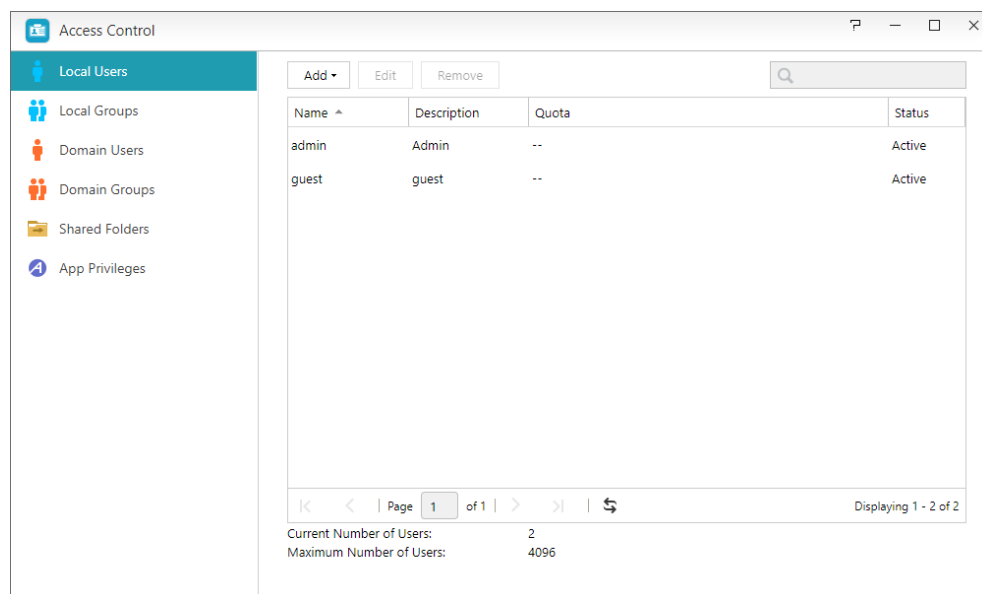 Access Control
Local Users
Local Groups
Domain Users
Domain Groups
Shared Folders
App Privileges
Add Edit Remove
Name Description Quota Status
admin Admin -- Active
guest guest -- Active
Page 1 of 1 Displaying 1 - 2 of 2
Current Number of Users: 2
Maximum Number of Users: 4096